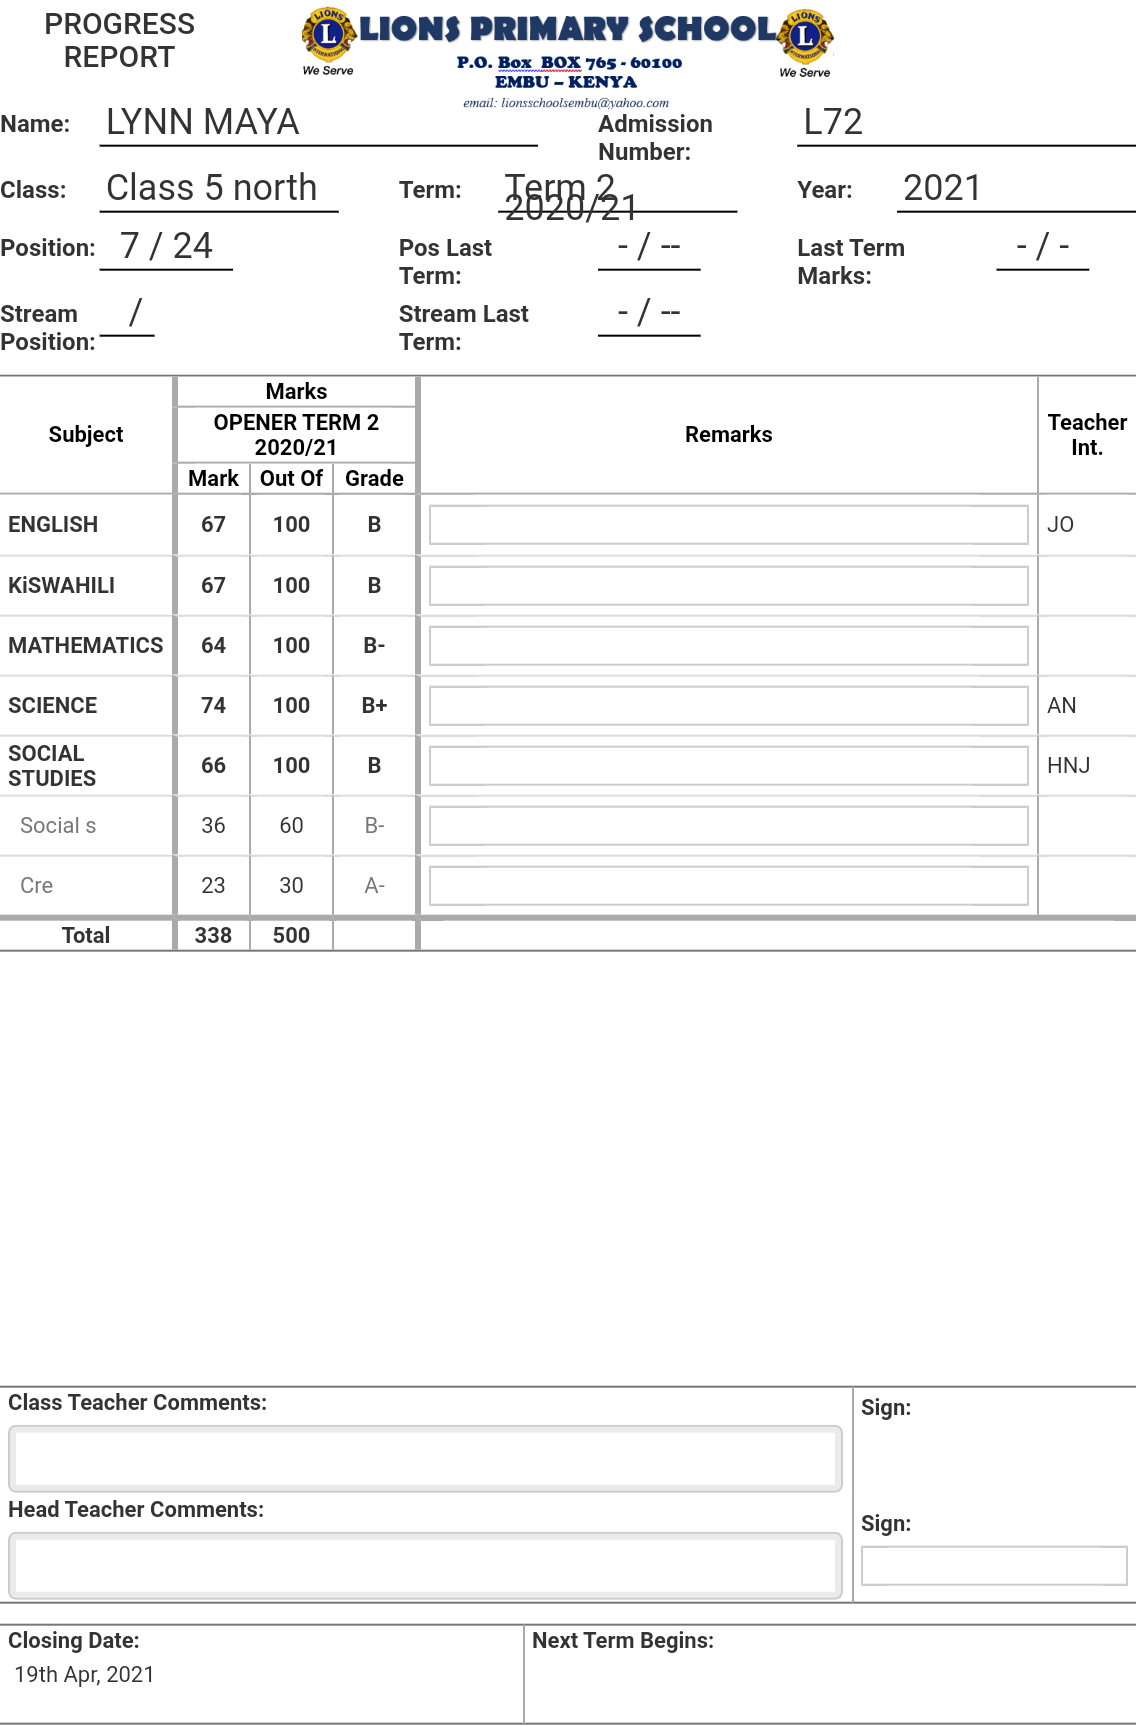 PROGRESS
REPORT
LIONS PRIMARY SCHOOL
We Serve
P.O. Box BOX 765 - 60100
We Serve
EMBU – KENYA
email: lionsschoolsembu@yahoo.com
Name: LYNN MAYA Admission Number: L72
Class: Class 5 north Term: Term 2 2020/21 Year: 2021
Position: 7 / 24 Pos Last Term: - / -- Last Term Marks: - / -
Stream Position: / Stream Last Term: - / --
Subject Marks Remarks Teacher Int.
OPENER TERM 2 2020/21
Mark Out Of Grade
ENGLISH 67 100 B JO
KiSWAHILI 67 100 B
MATHEMATICS 64 100 B-
SCIENCE 74 100 B+ AN
SOCIAL STUDIES 66 100 B HNJ
Social s 36 60 B-
Cre 23 30 A-
Total 338 500
Class Teacher Comments: Sign:
Head Teacher Comments: Sign:
Closing Date: Next Term Begins:
19th Apr, 2021